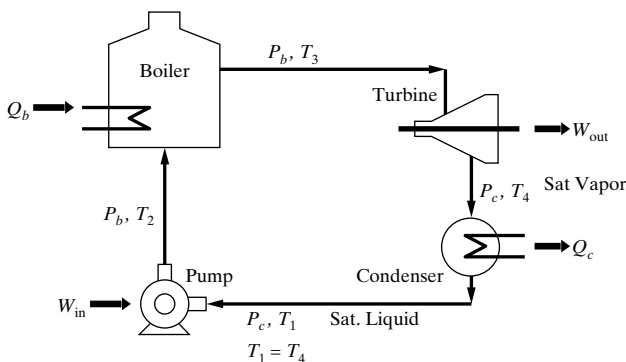 P_b, T_3
Boiler
Turbine
Q_b
W_out
P_c, T_4
Sat Vapor
P_b, T_2
Q_c
Pump
Condenser
W_in
P_c, T_1
Sat. Liquid
T_1 = T_4